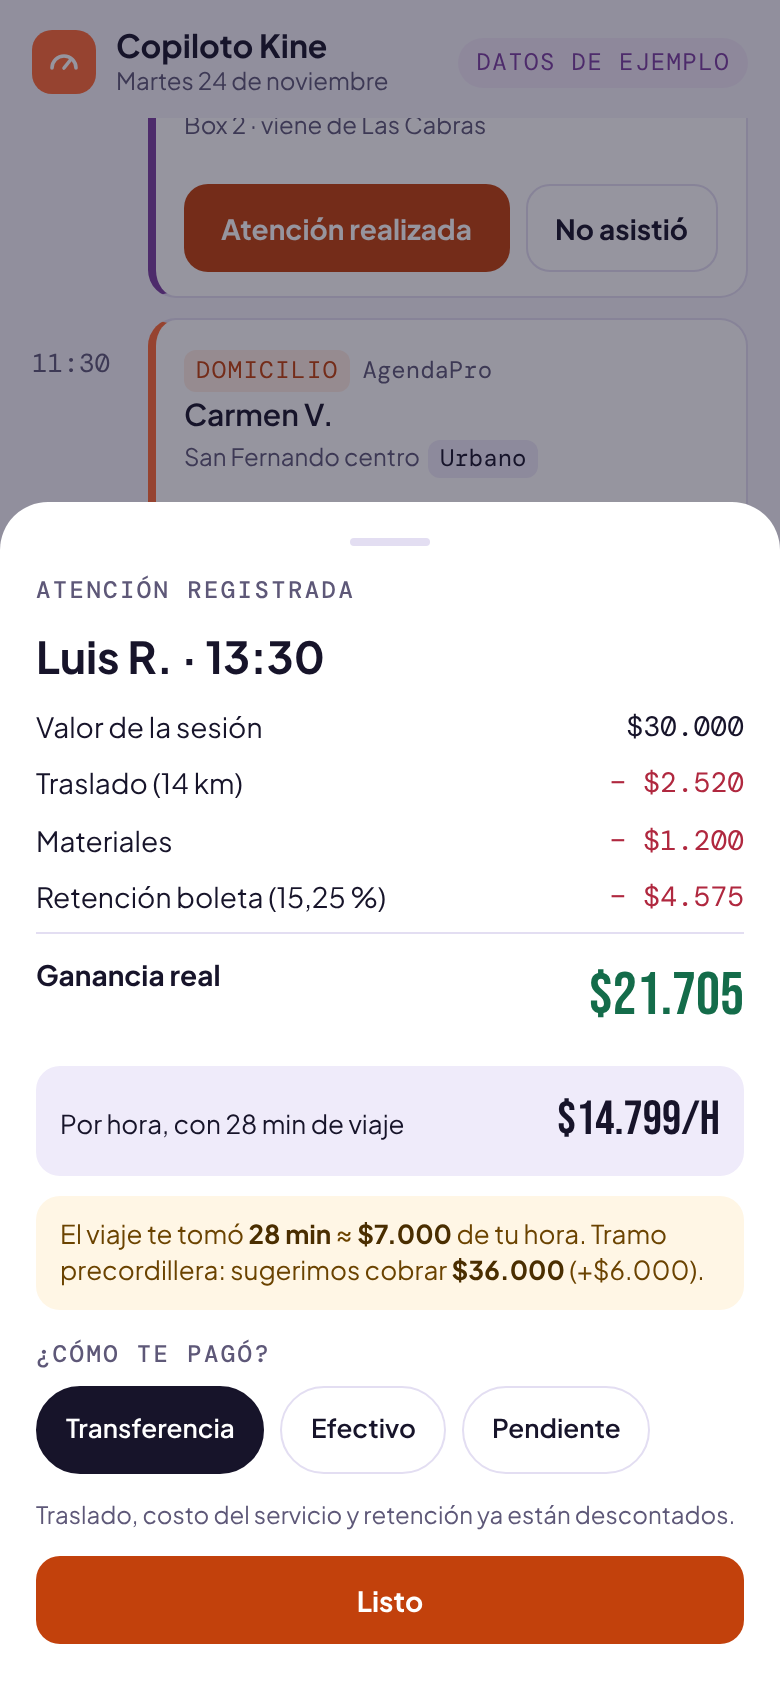 Copiloto Kine
Martes 24 de noviembre
DATOS DE EJEMPLO
Box 2 · viene de Las Cabras
Atención realizada
No asistió
11:30
DOMICILIO AgendaPro
Carmen V.
San Fernando centro Urbano
ATENCIÓN REGISTRADA
Luis R. · 13:30
Valor de la sesión $30.000
Traslado (14 km) − $2.520
Materiales − $1.200
Retención boleta (15,25 %) − $4.575
Ganancia real $21.705
Por hora, con 28 min de viaje $14.799/H
El viaje te tomó 28 min ≈ $7.000 de tu hora. Tramo
precordillera: sugerimos cobrar $36.000 (+$6.000).
¿CÓMO TE PAGÓ?
Transferencia
Efectivo
Pendiente
Traslado, costo del servicio y retención ya están descontados.
Listo